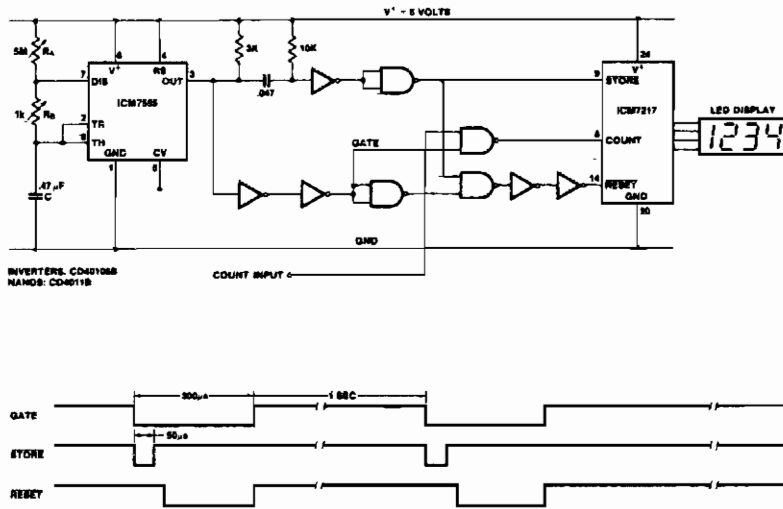 V+ = 5 VOLTS
5M
RA
1k
RB
.47 µF
C
7
DIS
2
TR
6
TH
8
V+
4
RS
OUT
3
ICM7555
GND
1
CV
5
3K
10K
.047
GATE
GND
COUNT INPUT
9
STORE
24
V+
ICM7217
8
COUNT
14
RESET
GND
20
LED DISPLAY
1234
INVERTERS: CD40106B
NANDS: CD4011B
300µs
1 SEC
GATE
50µs
STORE
RESET